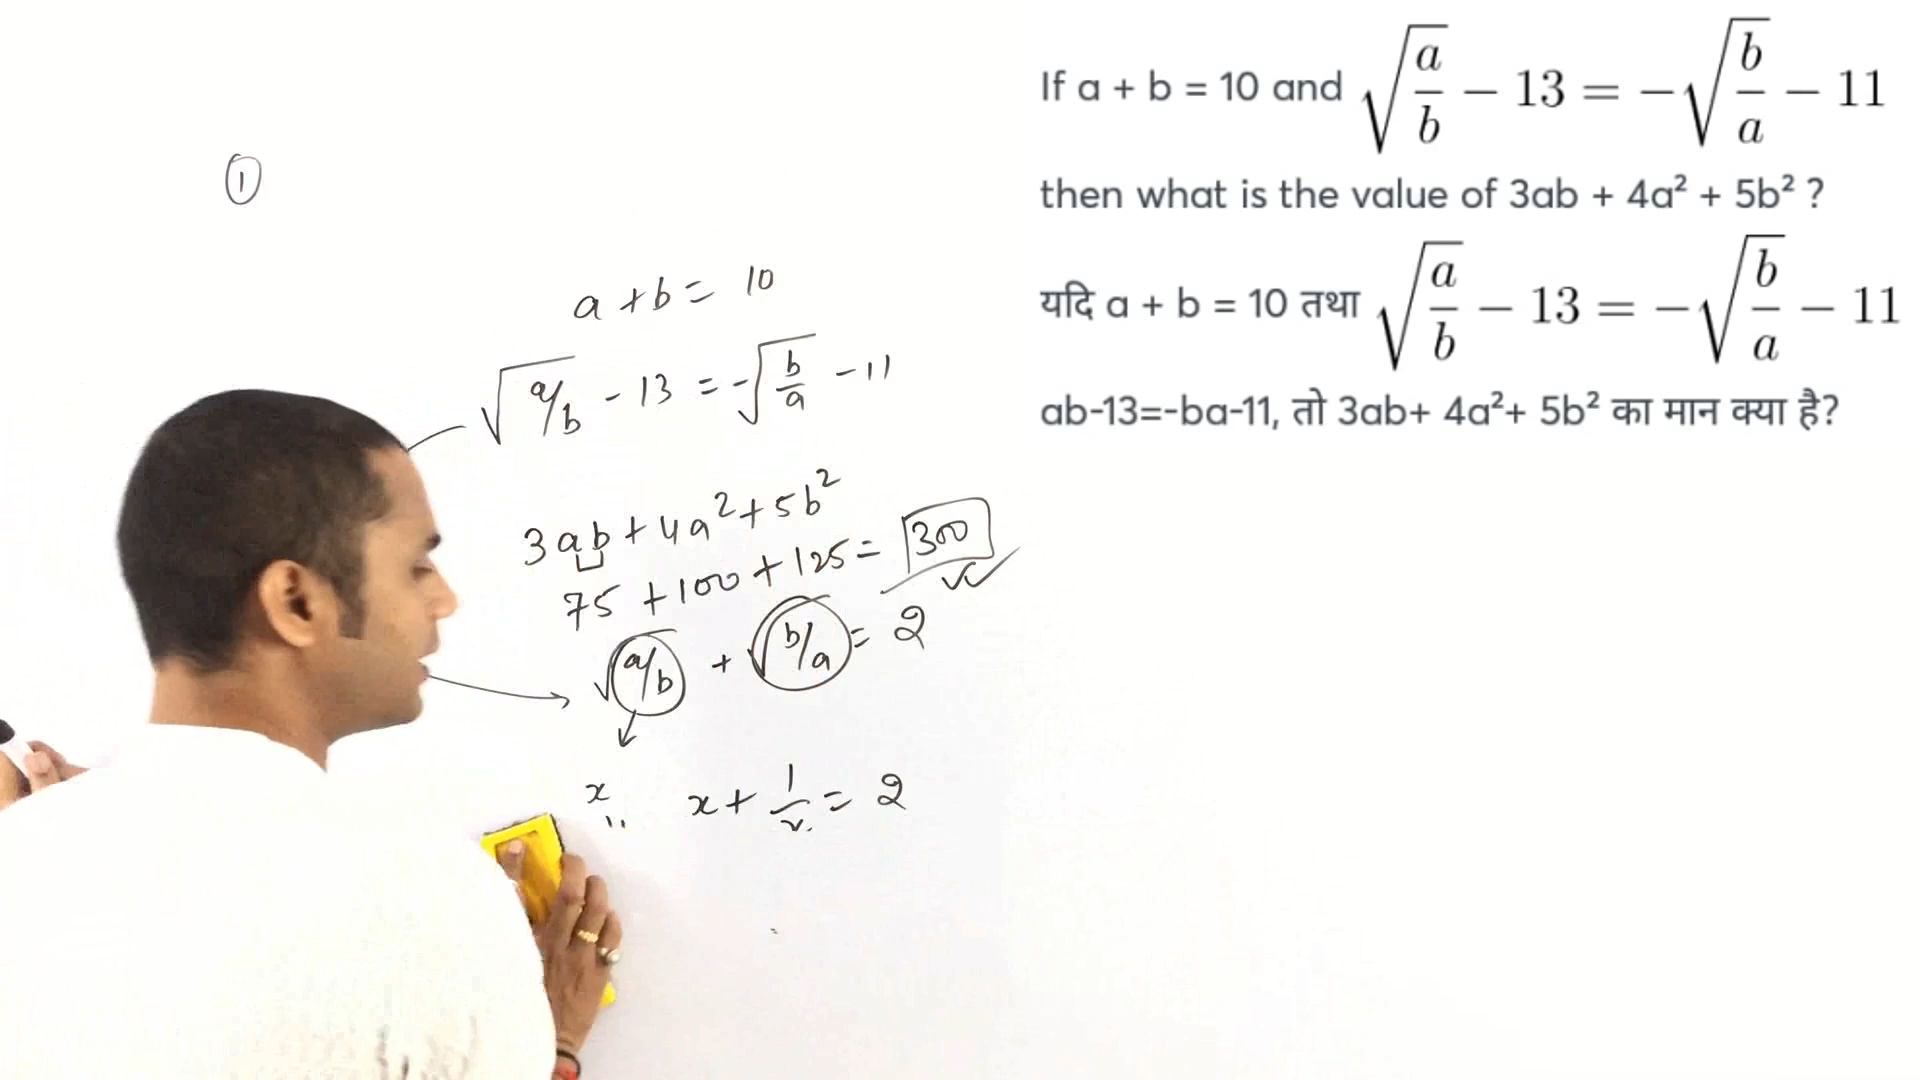 If a + b = 10 and √(a/b) − 13 = −√(b/a) − 11
then what is the value of 3ab + 4a² + 5b² ?
यदि a + b = 10 तथा √(a/b) − 13 = −√(b/a) − 11
ab-13=-ba-11, तो 3ab+ 4a²+ 5b² का मान क्या है?
①
a + b = 10
√(a/b) - 13 = -√(b/a) - 11
3ab + 4a² + 5b²
75 + 100 + 125 = 300
√(a/b) + √(b/a) = 2
x x + 1/x = 2